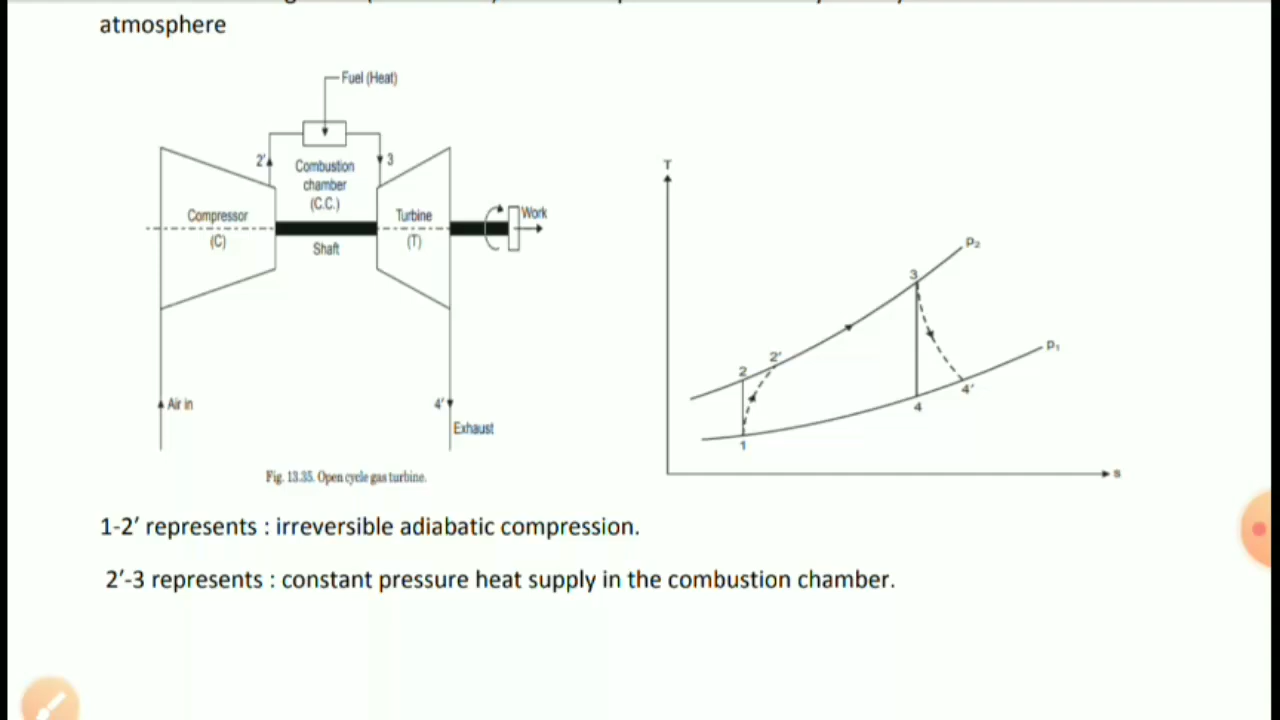 atmosphere
Fuel (Heat)
2′
3
Combustion
chamber
(C.C.)
Compressor
(C)
Turbine
(T)
Work
Shaft
Air in
4′
Exhaust
Fig. 13.35. Open cycle gas turbine.
T
P₂
3
2
2′
P₁
4
4′
1
s
1-2′ represents : irreversible adiabatic compression.
2′-3 represents : constant pressure heat supply in the combustion chamber.